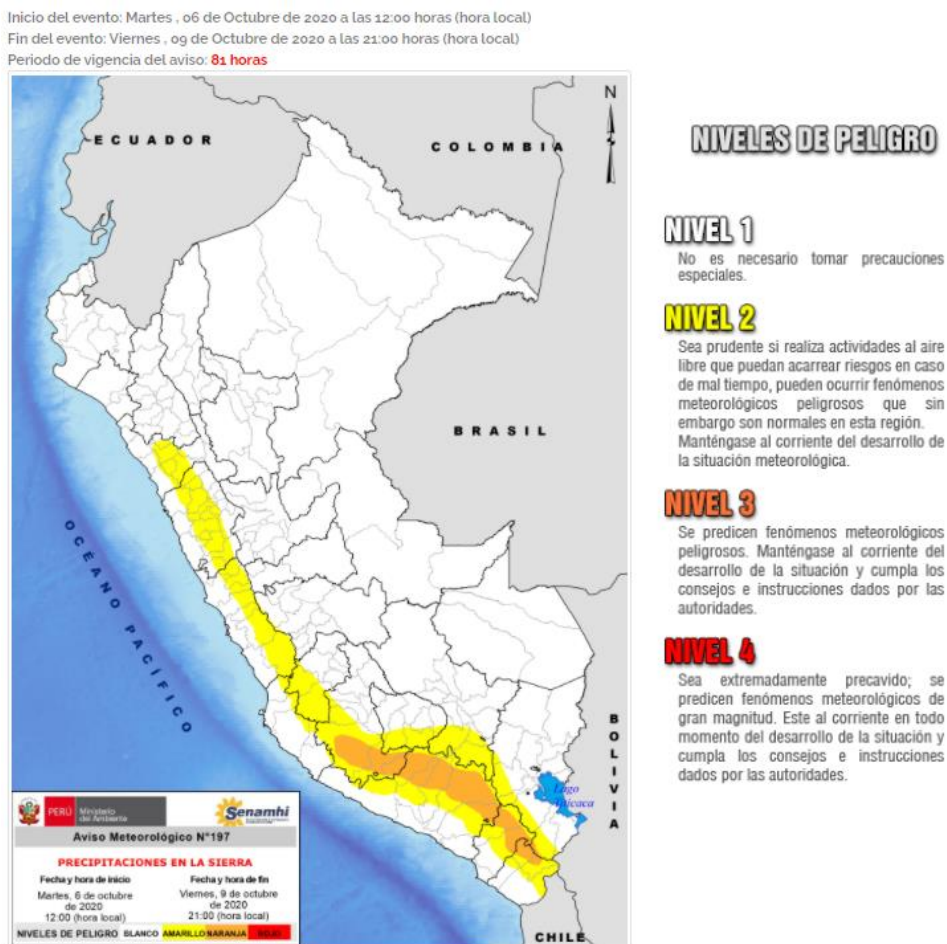 Inicio del evento: Martes , 06 de Octubre de 2020 a las 12:00 horas (hora local)
Fin del evento: Viernes , 09 de Octubre de 2020 a las 21:00 horas (hora local)
Periodo de vigencia del aviso: 81 horas
N
ECUADOR
COLOMBIA
BRASIL
OCÉANO PACÍFICO
BOLIVIA
Lago
Titicaca
CHILE
PERÚ
Ministerio
del Ambiente
Senamhi
Aviso Meteorológico N°197
PRECIPITACIONES EN LA SIERRA
Fecha y hora de inicio
Martes, 6 de octubre
de 2020
12:00 (hora local)
Fecha y hora de fin
Viernes, 9 de octubre
de 2020
21:00 (hora local)
NIVELES DE PELIGRO BLANCO AMARILLO NARANJA ROJO
NIVELES DE PELIGRO
NIVEL 1
No es necesario tomar precauciones
especiales.
NIVEL 2
Sea prudente si realiza actividades al aire
libre que puedan acarrear riesgos en caso
de mal tiempo, pueden ocurrir fenómenos
meteorológicos peligrosos que sin
embargo son normales en esta región.
Manténgase al corriente del desarrollo de
la situación meteorológica.
NIVEL 3
Se predicen fenómenos meteorológicos
peligrosos. Manténgase al corriente del
desarrollo de la situación y cumpla los
consejos e instrucciones dados por las
autoridades.
NIVEL 4
Sea extremadamente precavido; se
predicen fenómenos meteorológicos de
gran magnitud. Este al corriente en todo
momento del desarrollo de la situación y
cumpla los consejos e instrucciones
dados por las autoridades.